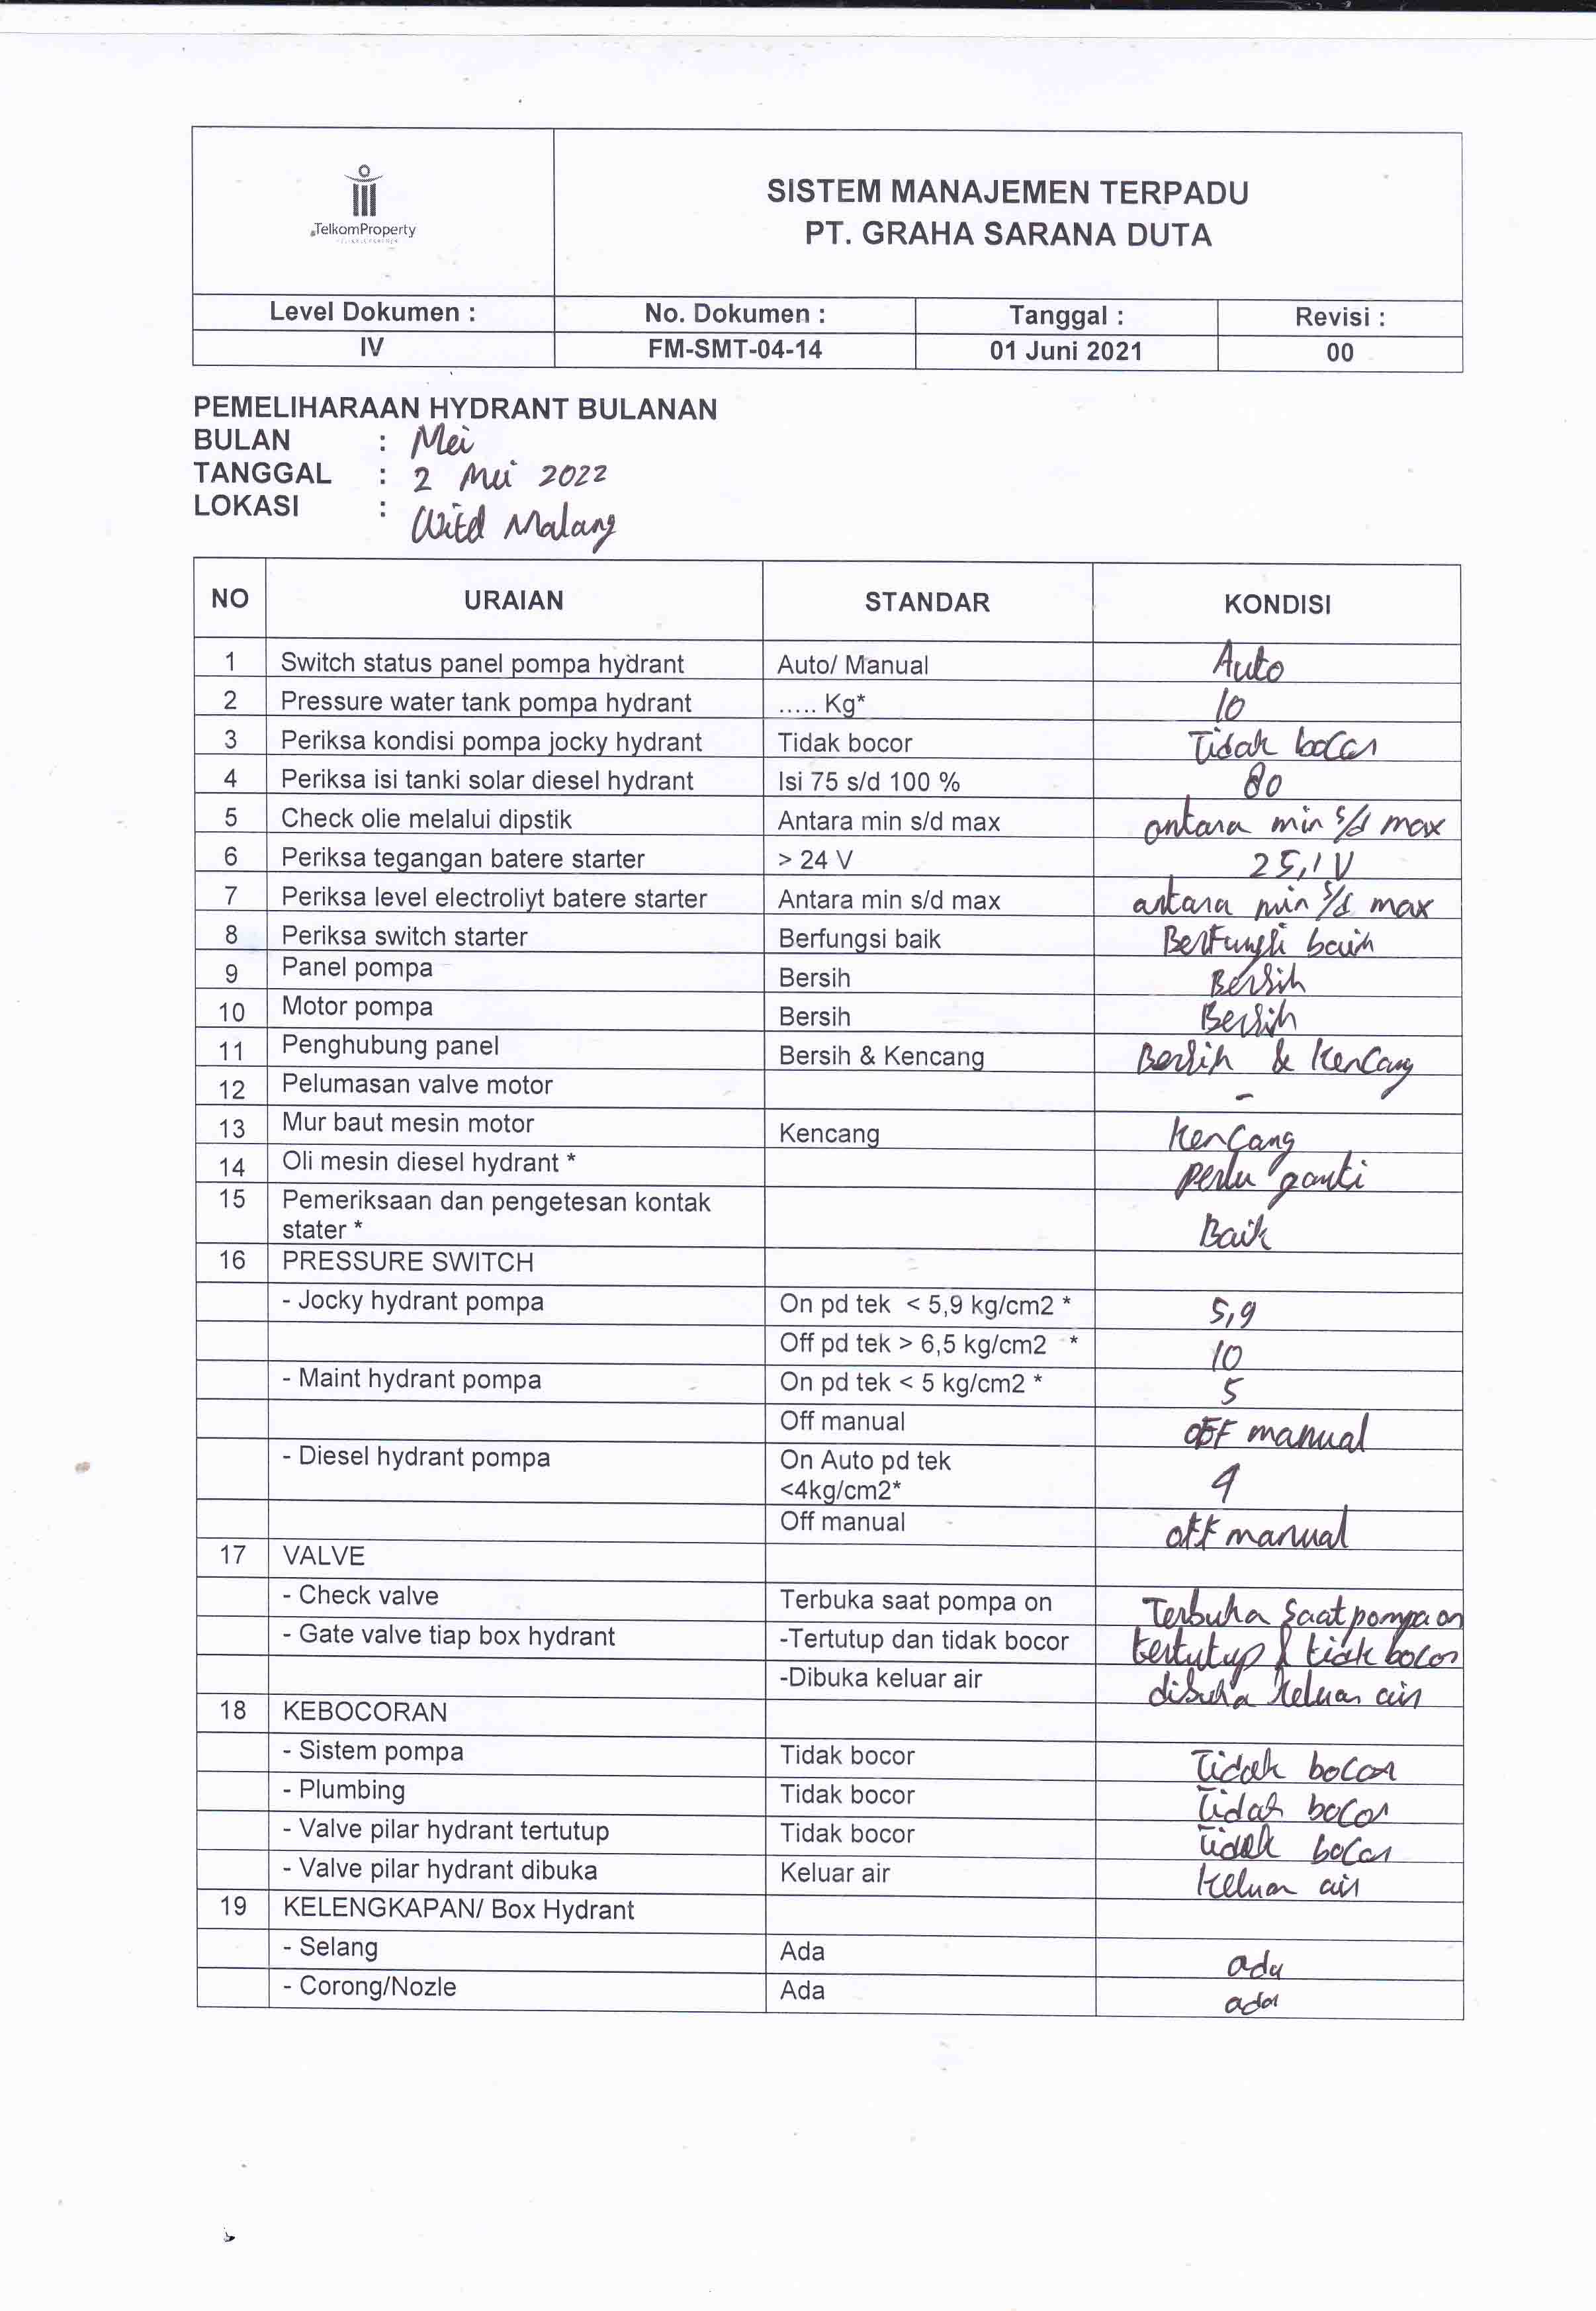 TelkomProperty
SISTEM MANAJEMEN TERPADU
PT. GRAHA SARANA DUTA
Level Dokumen : No. Dokumen : Tanggal : Revisi :
IV FM-SMT-04-14 01 Juni 2021 00
PEMELIHARAAN HYDRANT BULANAN
BULAN : Mei
TANGGAL : 2 Mei 2022
LOKASI : Witel Malang
NO URAIAN STANDAR KONDISI
1 Switch status panel pompa hydrant Auto/ Manual Auto
2 Pressure water tank pompa hydrant ..... Kg* 10
3 Periksa kondisi pompa jocky hydrant Tidak bocor Tidak bocor
4 Periksa isi tanki solar diesel hydrant Isi 75 s/d 100 % 80
5 Check olie melalui dipstik Antara min s/d max antara min s/d max
6 Periksa tegangan batere starter > 24 V 25,1 V
7 Periksa level electroliyt batere starter Antara min s/d max antara min s/d max
8 Periksa switch starter Berfungsi baik Berfungsi baik
9 Panel pompa Bersih Bersih
10 Motor pompa Bersih Bersih
11 Penghubung panel Bersih & Kencang Bersih & Kencang
12 Pelumasan valve motor -
13 Mur baut mesin motor Kencang Kencang
14 Oli mesin diesel hydrant * perlu ganti
15 Pemeriksaan dan pengetesan kontak
stater * Baik
16 PRESSURE SWITCH
- Jocky hydrant pompa On pd tek < 5,9 kg/cm2 * 5,9
Off pd tek > 6,5 kg/cm2 * 10
- Maint hydrant pompa On pd tek < 5 kg/cm2 * 5
Off manual off manual
- Diesel hydrant pompa On Auto pd tek
<4kg/cm2* 4
Off manual off manual
17 VALVE
- Check valve Terbuka saat pompa on Terbuka saat pompa on
- Gate valve tiap box hydrant -Tertutup dan tidak bocor tertutup & tidak bocor
-Dibuka keluar air dibuka keluar air
18 KEBOCORAN
- Sistem pompa Tidak bocor Tidak bocor
- Plumbing Tidak bocor Tidak bocor
- Valve pilar hydrant tertutup Tidak bocor Tidak bocor
- Valve pilar hydrant dibuka Keluar air Keluar air
19 KELENGKAPAN/ Box Hydrant
- Selang Ada ada
- Corong/Nozle Ada ada